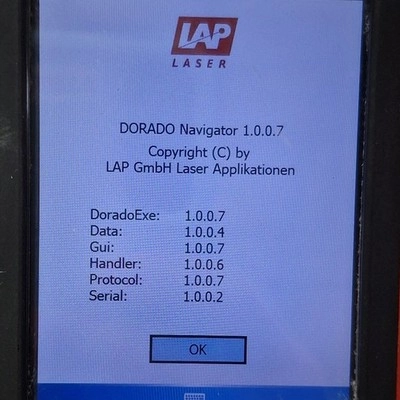 LAP
LASER
DORADO Navigator 1.0.0.7
Copyright (C) by
LAP GmbH Laser Applikationen
DoradoExe: 1.0.0.7
Data: 1.0.0.4
Gui: 1.0.0.7
Handler: 1.0.0.6
Protocol: 1.0.0.7
Serial: 1.0.0.2
OK